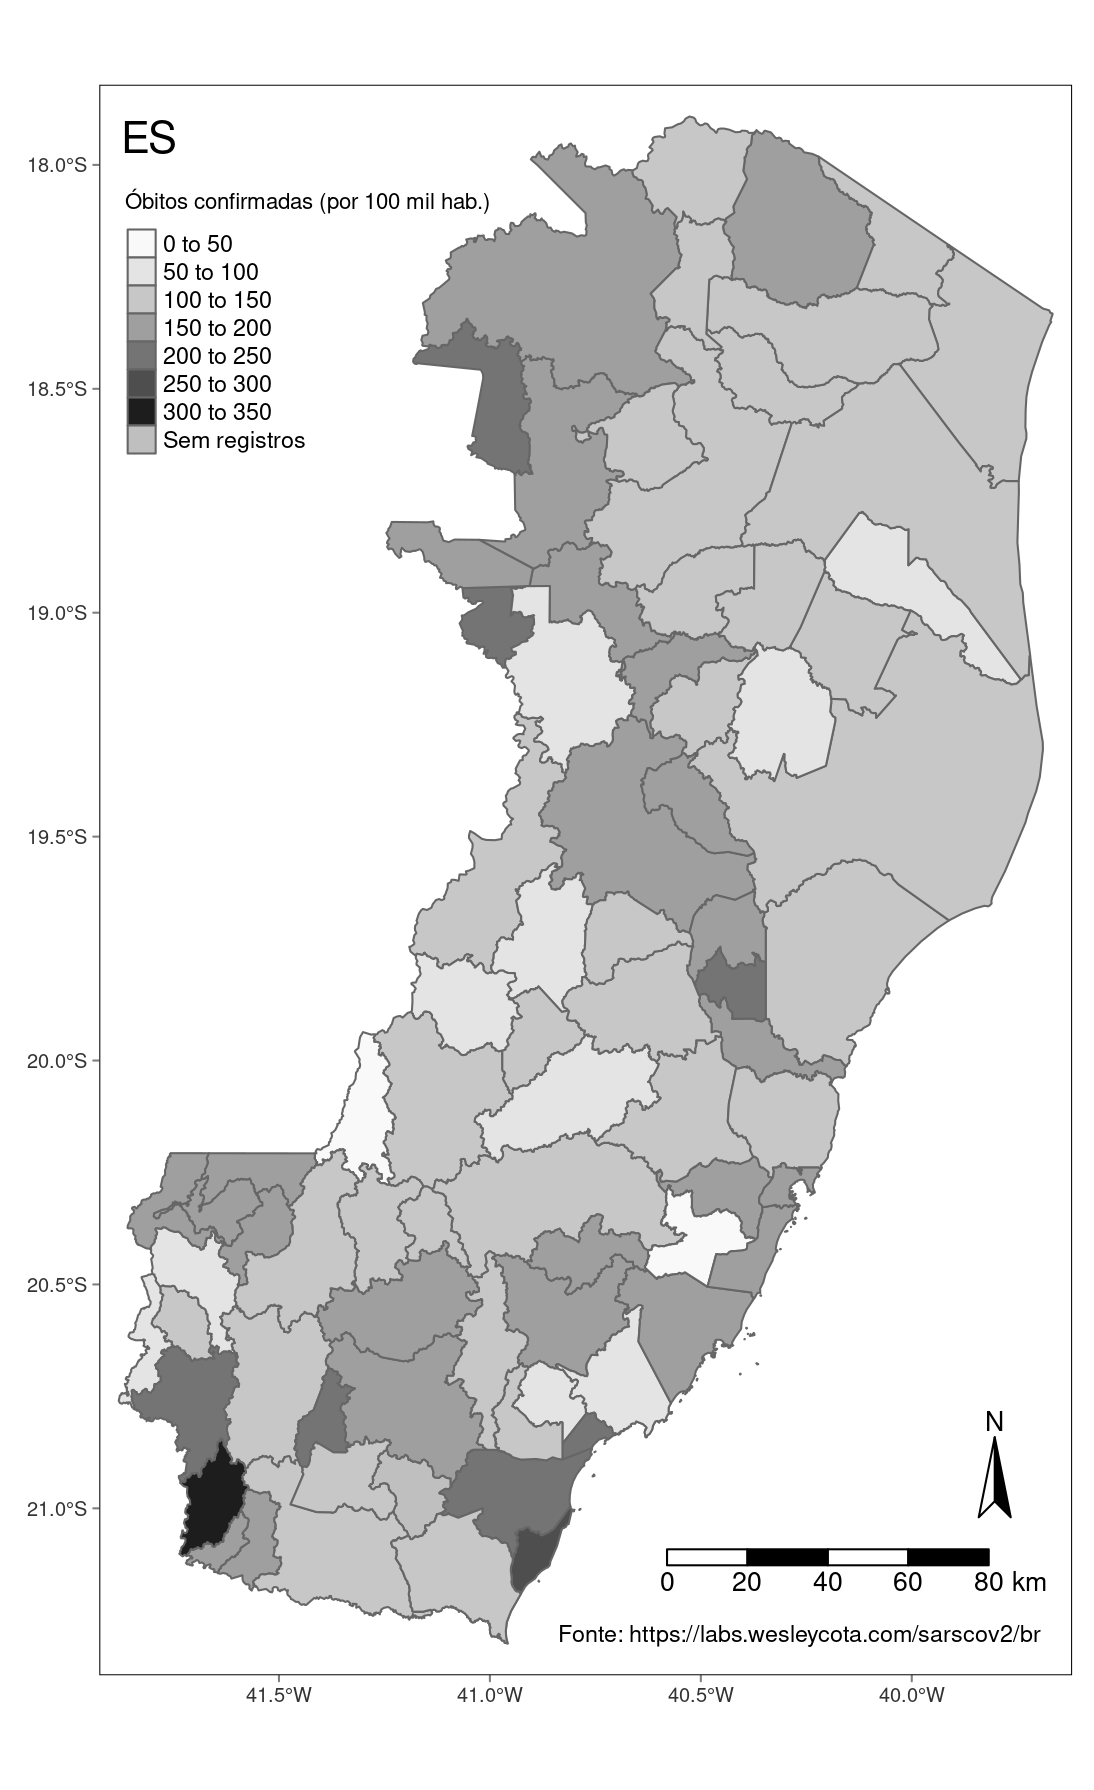 ES
Óbitos confirmadas (por 100 mil hab.)
0 to 50
50 to 100
100 to 150
150 to 200
200 to 250
250 to 300
300 to 350
Sem registros
18.0°S
18.5°S
19.0°S
19.5°S
20.0°S
20.5°S
21.0°S
N
0 20 40 60 80 km
Fonte: https://labs.wesleycota.com/sarscov2/br
41.5°W 41.0°W 40.5°W 40.0°W